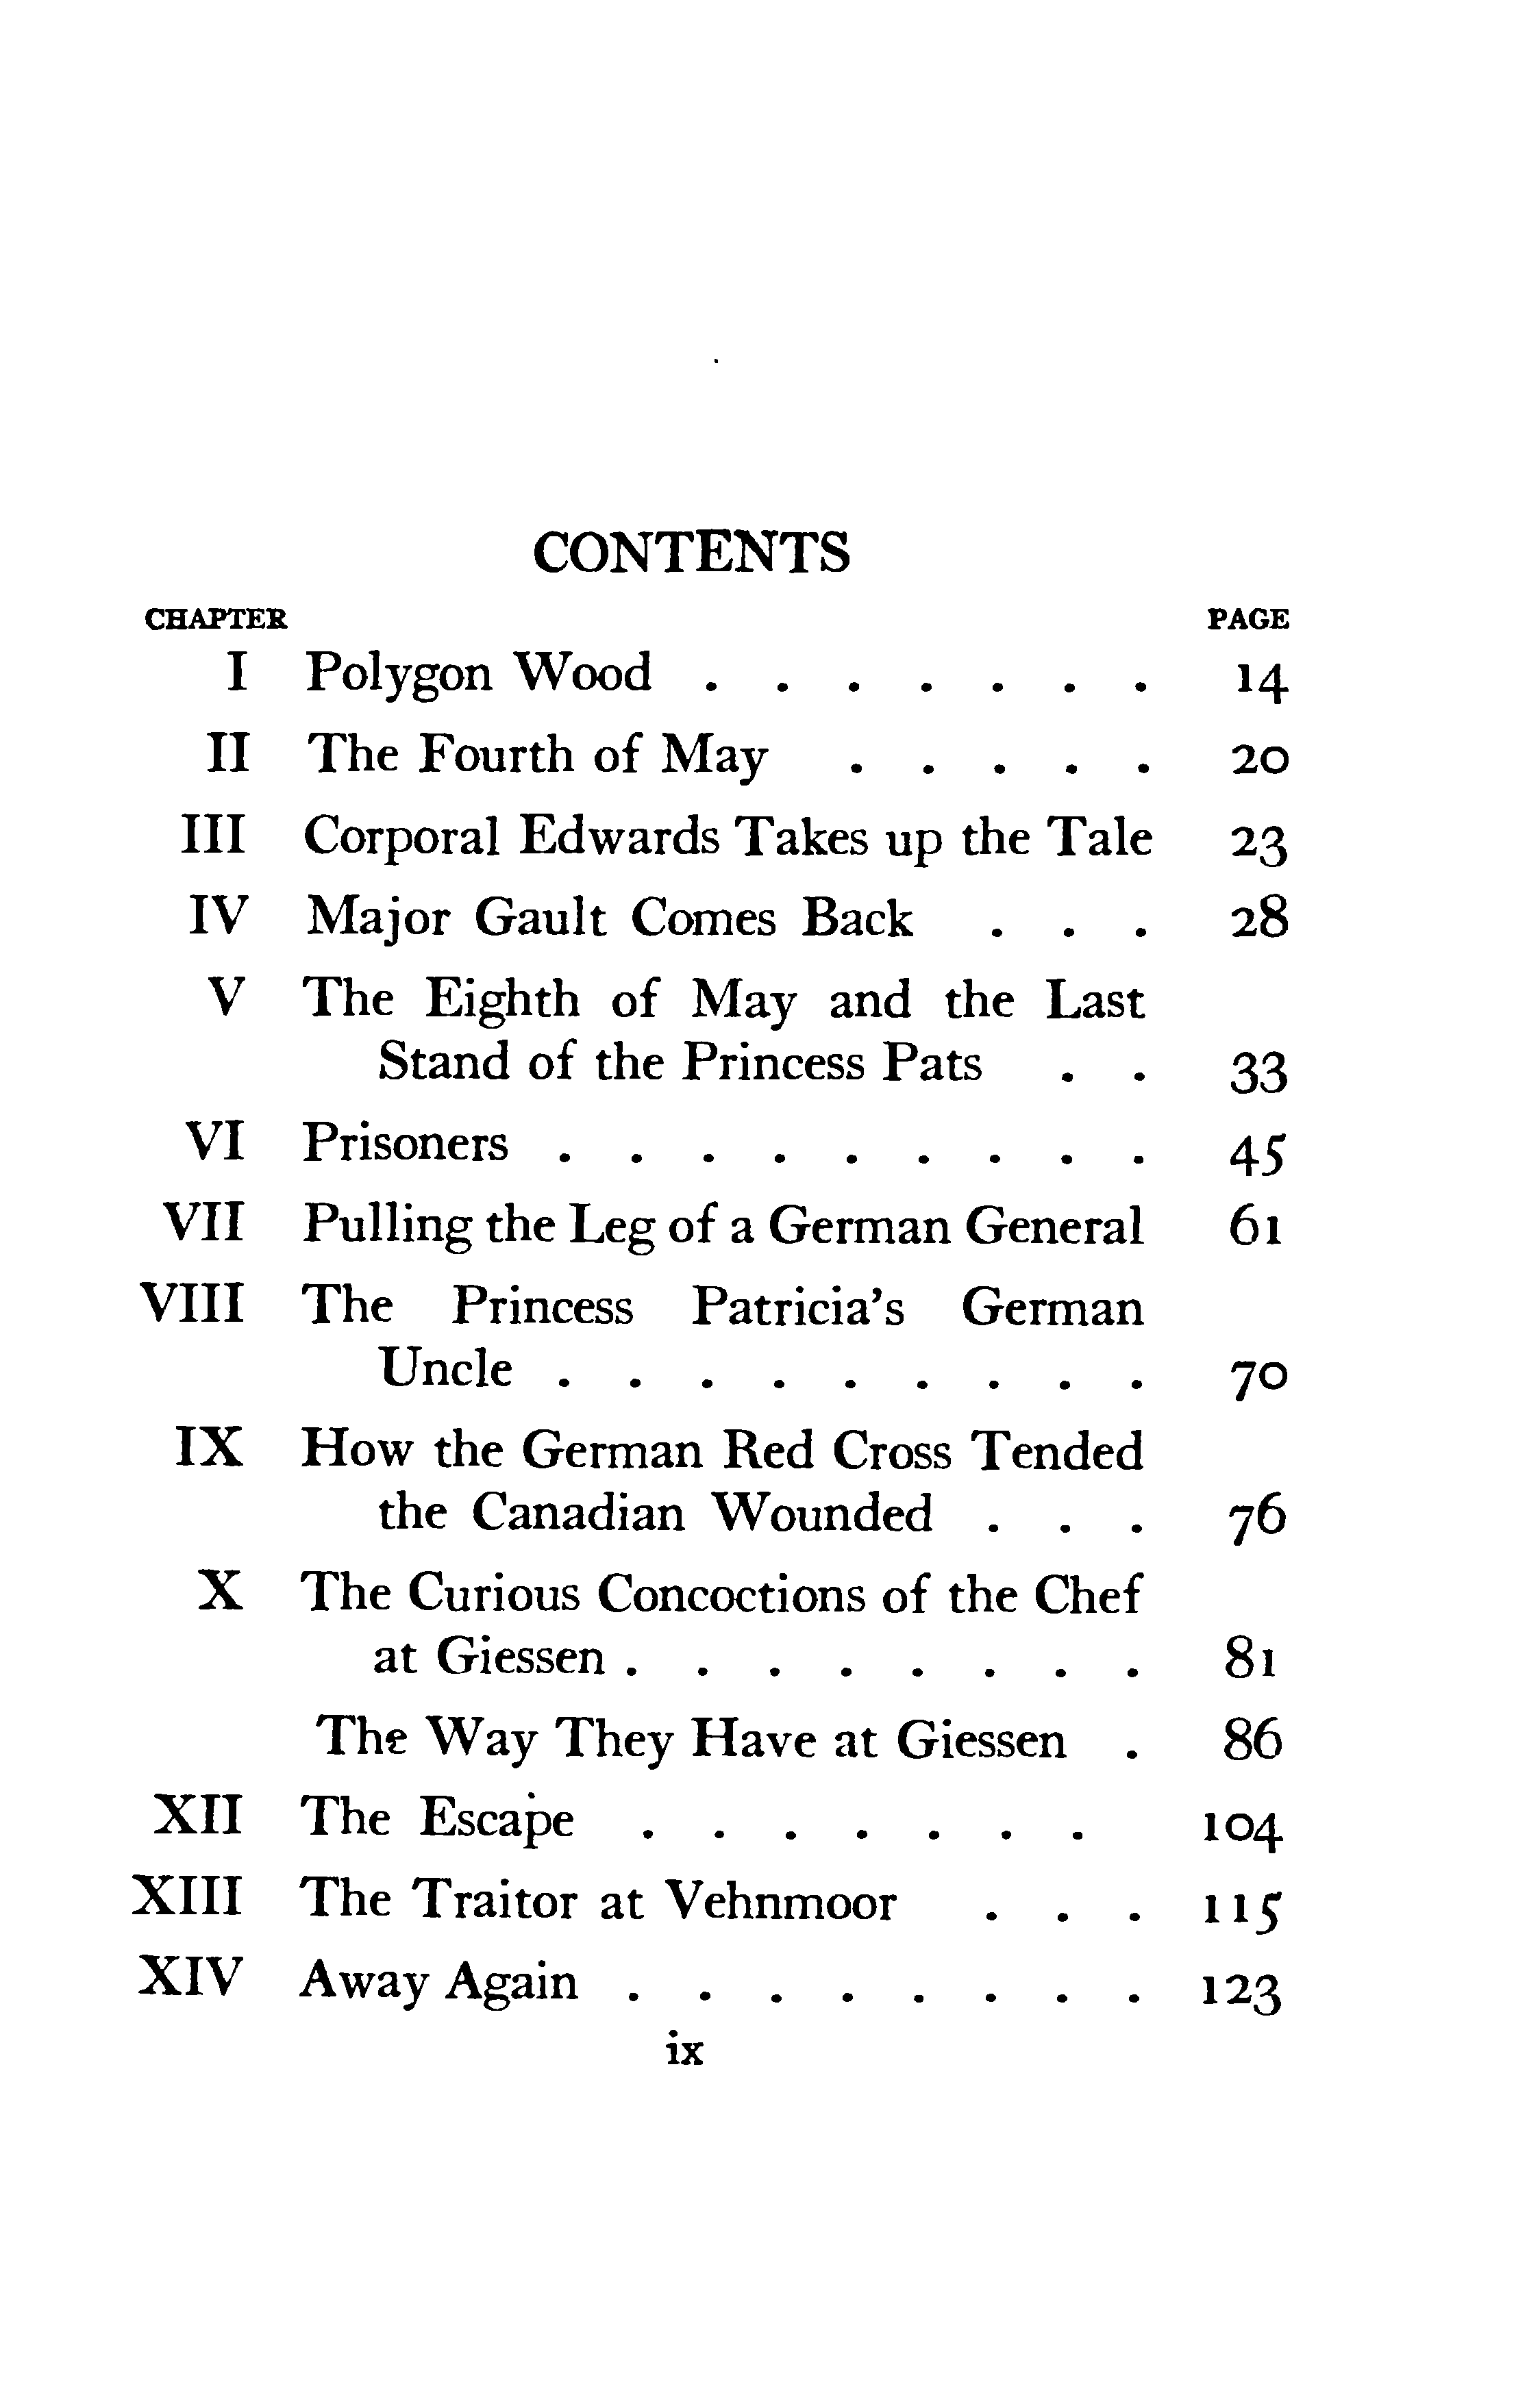 CONTENTS
CHAPTER PAGE
I Polygon Wood . . . . . . . 14
II The Fourth of May . . . . . 20
III Corporal Edwards Takes up the Tale 23
IV Major Gault Comes Back . . . 28
V The Eighth of May and the Last
Stand of the Princess Pats . . 33
VI Prisoners . . . . . . . . . 45
VII Pulling the Leg of a German General 61
VIII The Princess Patricia's German
Uncle . . . . . . . . . 70
IX How the German Red Cross Tended
the Canadian Wounded . . . 76
X The Curious Concoctions of the Chef
at Giessen . . . . . . . . 81
The Way They Have at Giessen . 86
XII The Escape . . . . . . . 104
XIII The Traitor at Vehnmoor . . . 115
XIV Away Again . . . . . . . . 123
ix